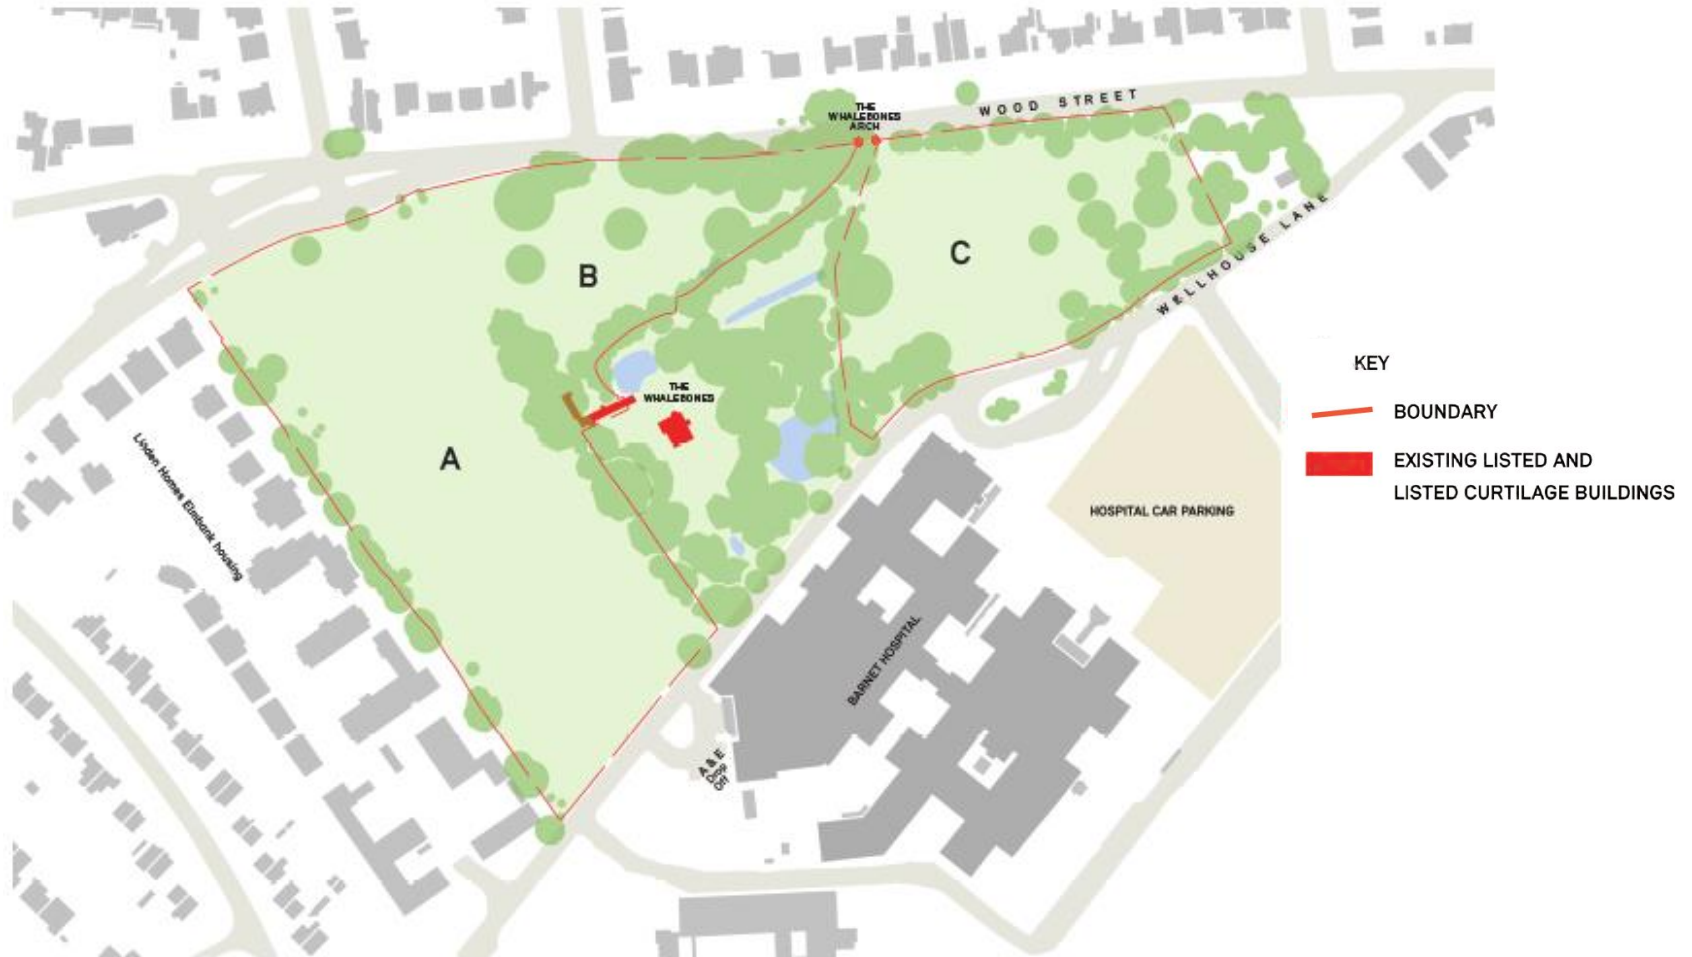 THE
WHALEBONES
ARCH
WOOD STREET
B
C
WELLHOUSE LANE
THE
WHALEBONES
A
Linden Homes Elmbank housing
HOSPITAL CAR PARKING
BARNET HOSPITAL
A & E
Drop
Off
KEY
BOUNDARY
EXISTING LISTED AND
LISTED CURTILAGE BUILDINGS